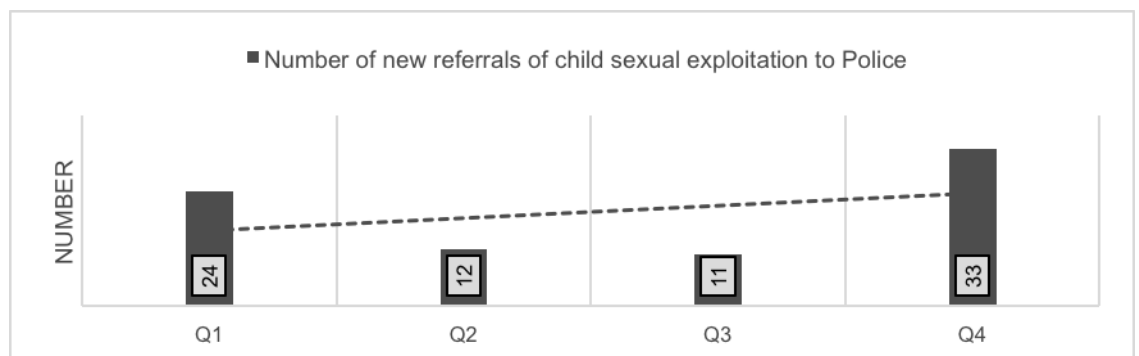 Number of new referrals of child sexual exploitation to Police
NUMBER
24
12
11
33
Q1
Q2
Q3
Q4